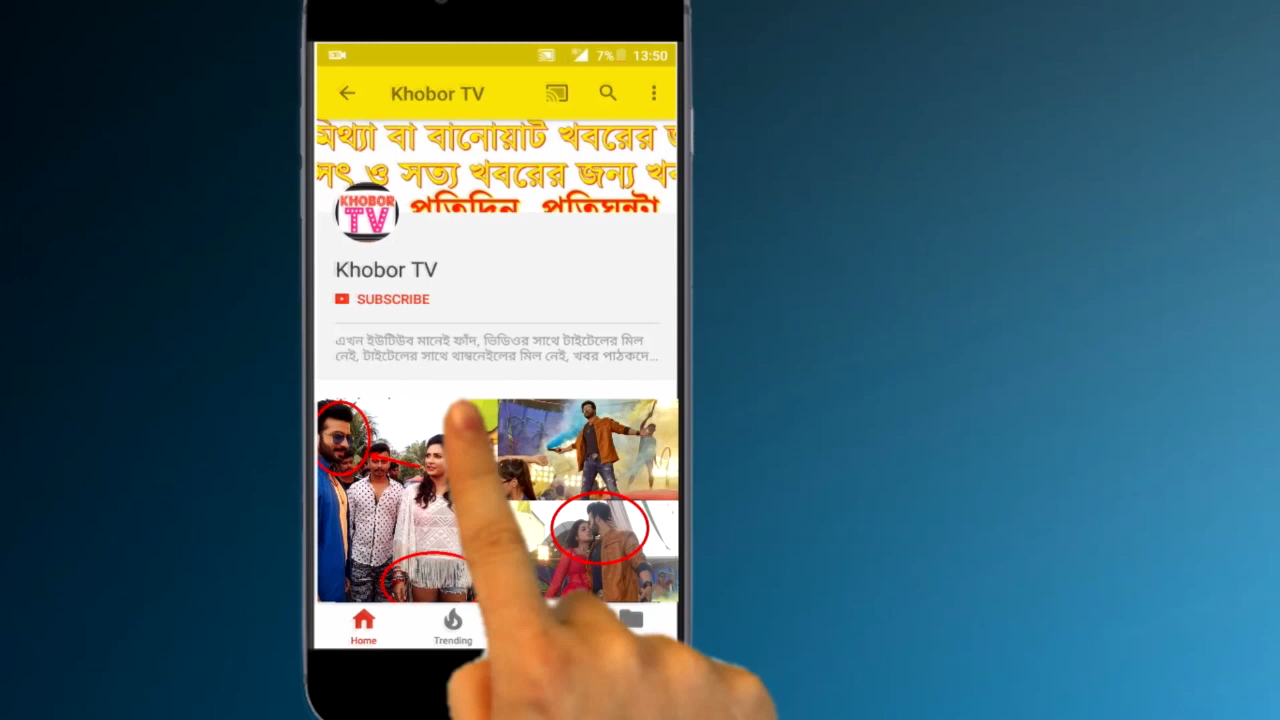 7% 13:50
Khobor TV
মিথ্যা বা বানোয়াট খবরের
সৎ ও সত্য খবরের জন্য
প্রতিদিন প্রতিঘন্টা
KHOBOR
TV
Khobor TV
SUBSCRIBE
এখন ইউটিউব মানেই ফাঁদ, ভিডিওর সাথে টাইটেলের মিল
নেই, টাইটেলের সাথে থাম্বনেইলের মিল নেই, খবর পাঠকদে...
Home Trending